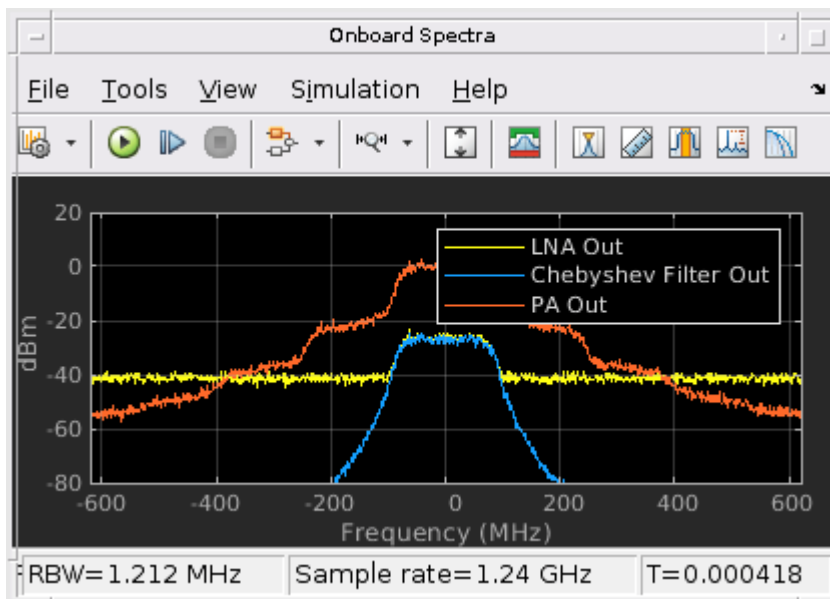 Onboard Spectra
File Tools View Simulation Help
20
0
-20
-40
-60
-80
dBm
LNA Out
Chebyshev Filter Out
PA Out
-600 -400 -200 0 200 400 600
Frequency (MHz)
RBW=1.212 MHz Sample rate=1.24 GHz T=0.000418